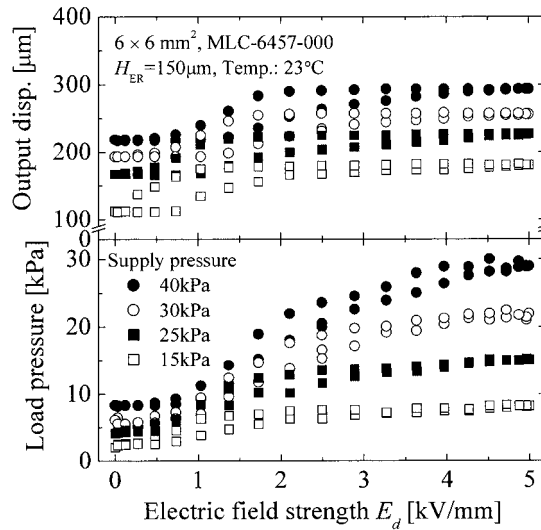 Output disp. [μm]
400
300
200
100
0
6 × 6 mm², MLC-6457-000
H_ER=150μm, Temp.: 23°C
Load pressure [kPa]
30
20
10
0
Supply pressure
40kPa
30kPa
25kPa
15kPa
0 1 2 3 4 5
Electric field strength E_d [kV/mm]